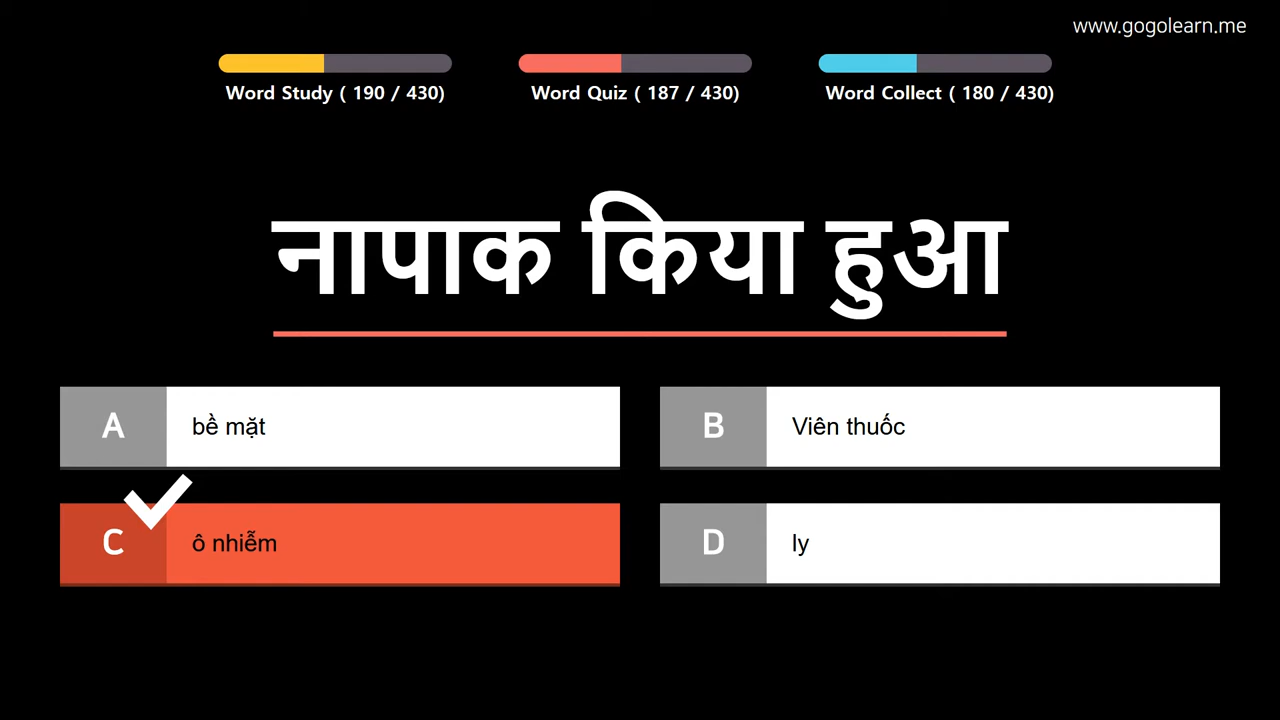 www.gogolearn.me
Word Study ( 190 / 430)
Word Quiz ( 187 / 430)
Word Collect ( 180 / 430)
नापाक किया हुआ
A
bề mặt
B
Viên thuốc
C
ô nhiễm
D
ly